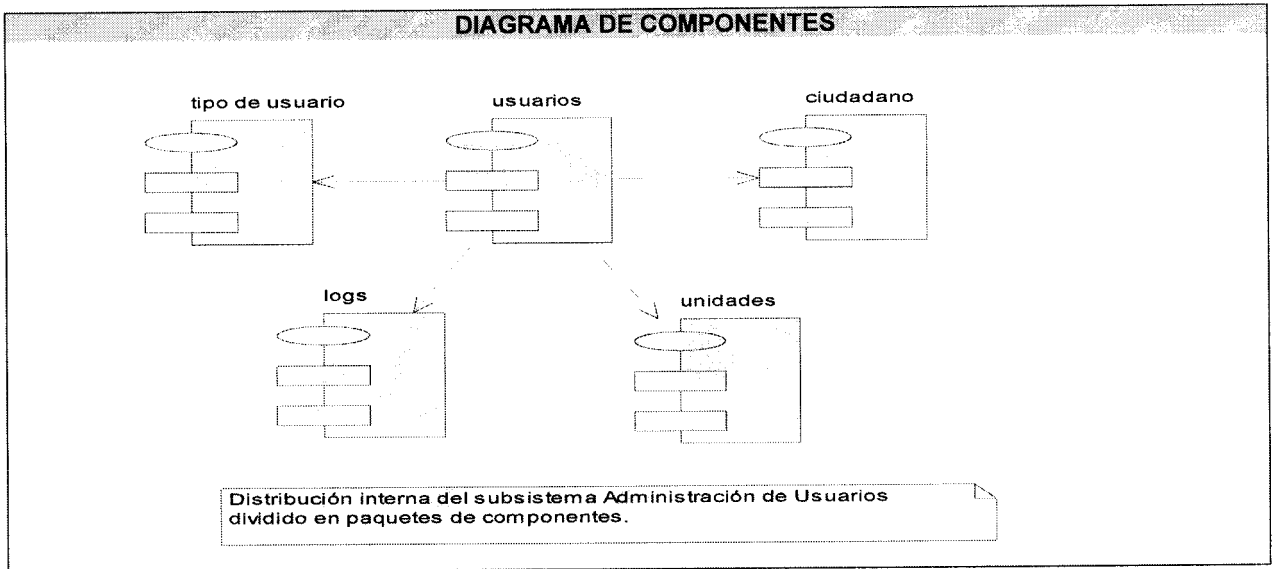 DIAGRAMA DE COMPONENTES
tipo de usuario
usuarios
ciudadano
logs
unidades
Distribución interna del subsistema Administración de Usuarios
dividido en paquetes de componentes.